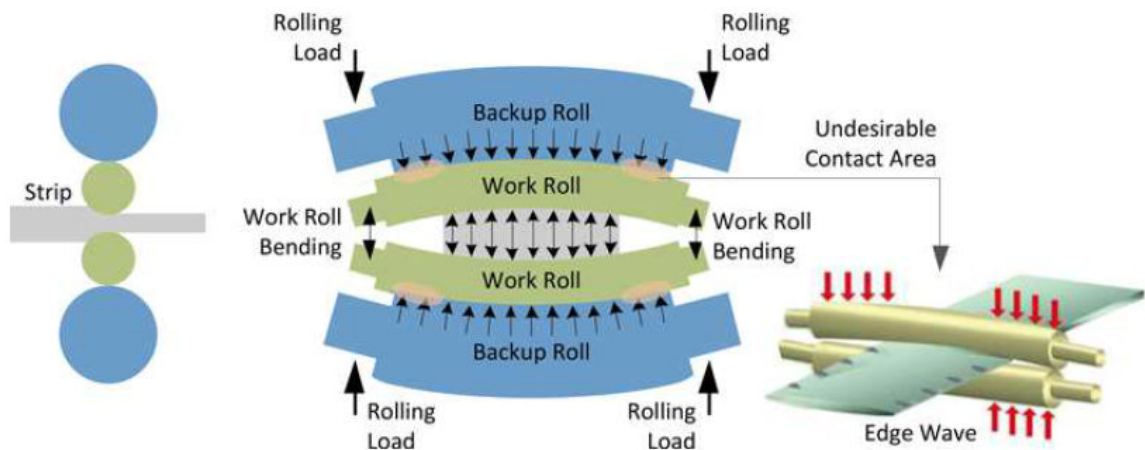 Strip
Rolling
Load
Rolling
Load
Backup Roll
Work Roll
Work Roll
Bending
Work Roll
Bending
Work Roll
Backup Roll
Rolling
Load
Rolling
Load
Undesirable
Contact Area
Edge Wave